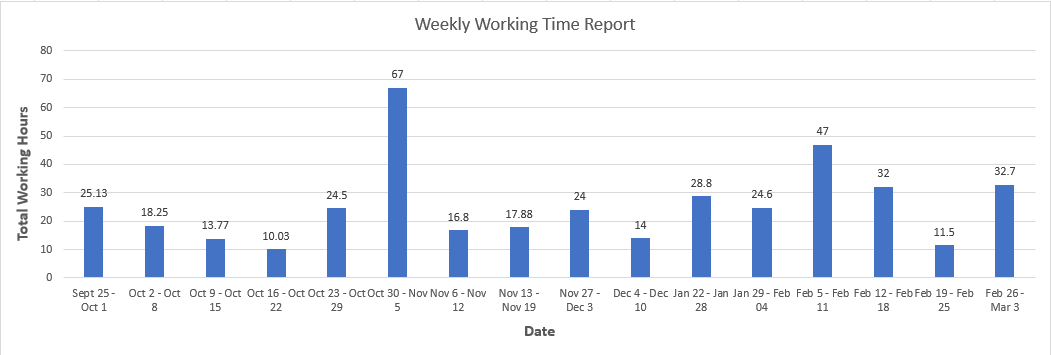 Weekly Working Time Report
80
70
60
50
40
30
20
10
0
Total Working Hours
25.13
18.25
13.77
10.03
24.5
67
16.8
17.88
24
14
28.8
24.6
47
32
11.5
32.7
Sept 25 -
Oct 1
Oct 2 - Oct
8
Oct 9 - Oct
15
Oct 16 - Oct
22
Oct 23 - Oct
29
Oct 30 - Nov
5
Nov 6 - Nov
12
Nov 13 -
Nov 19
Nov 27 -
Dec 3
Dec 4 - Dec
10
Jan 22 - Jan
28
Jan 29 - Feb
04
Feb 5 - Feb
11
Feb 12 - Feb
18
Feb 19 - Feb
25
Feb 26 -
Mar 3
Date